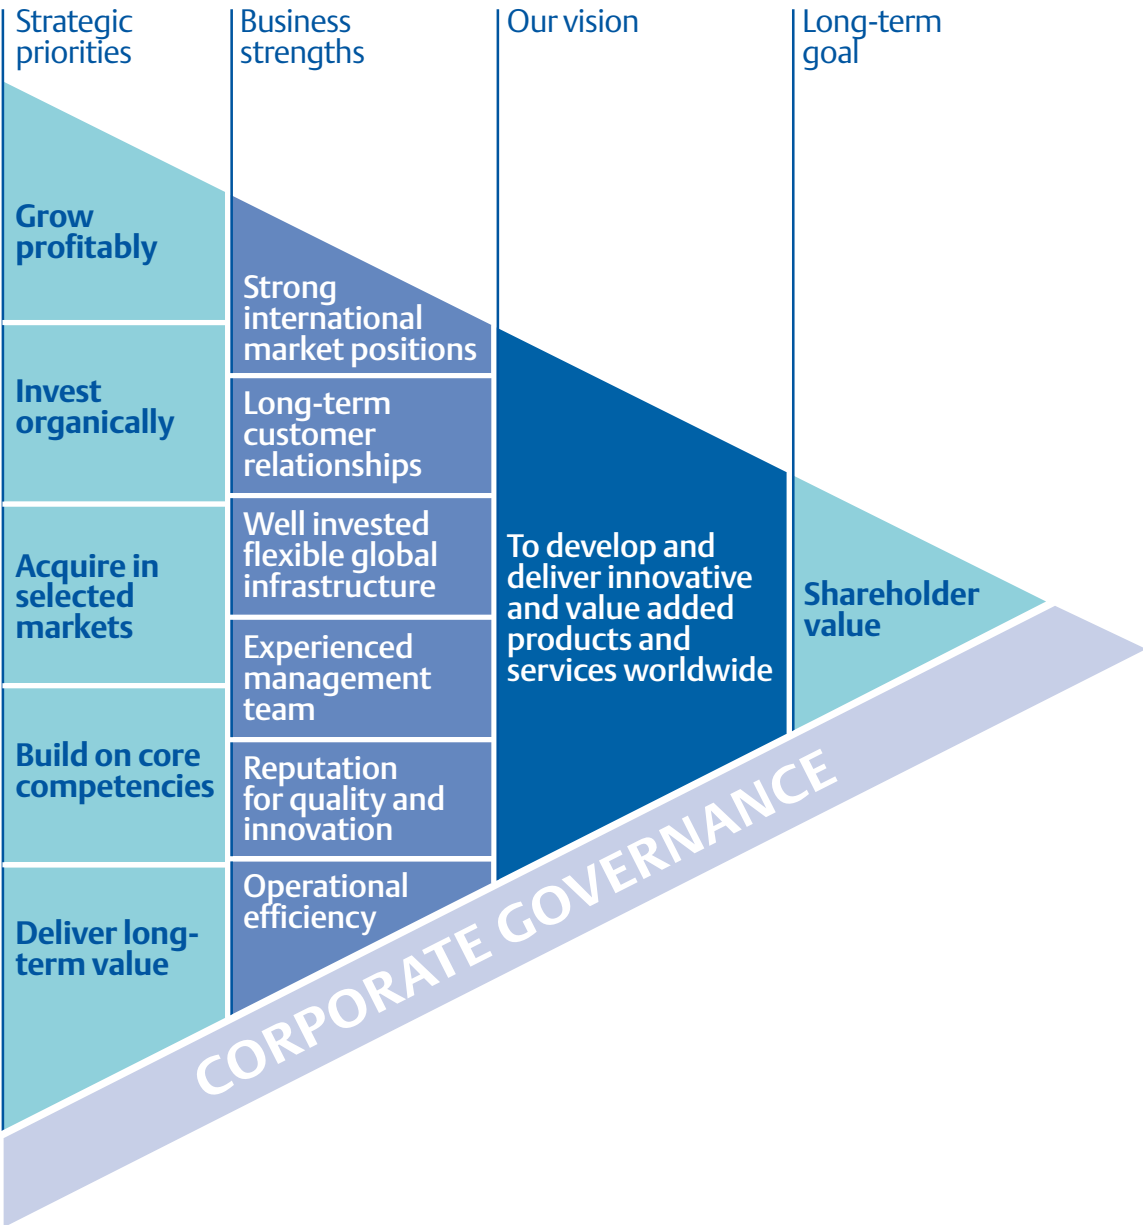 Strategic
priorities
Business
strengths
Our vision
Long-term
goal
Grow
profitably
Invest
organically
Acquire in
selected
markets
Build on core
competencies
Deliver long-
term value
Strong
international
market positions
Long-term
customer
relationships
Well invested
flexible global
infrastructure
Experienced
management
team
Reputation
for quality and
innovation
Operational
efficiency
To develop and
deliver innovative
and value added
products and
services worldwide
Shareholder
value
CORPORATE GOVERNANCE